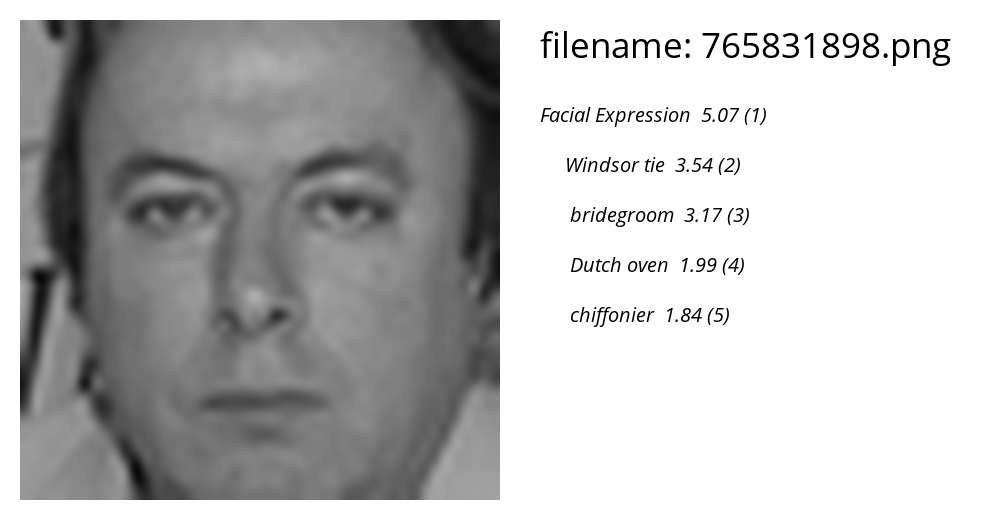 filename: 765831898.png
Facial Expression 5.07 (1)
Windsor tie 3.54 (2)
bridegroom 3.17 (3)
Dutch oven 1.99 (4)
chiffonier 1.84 (5)